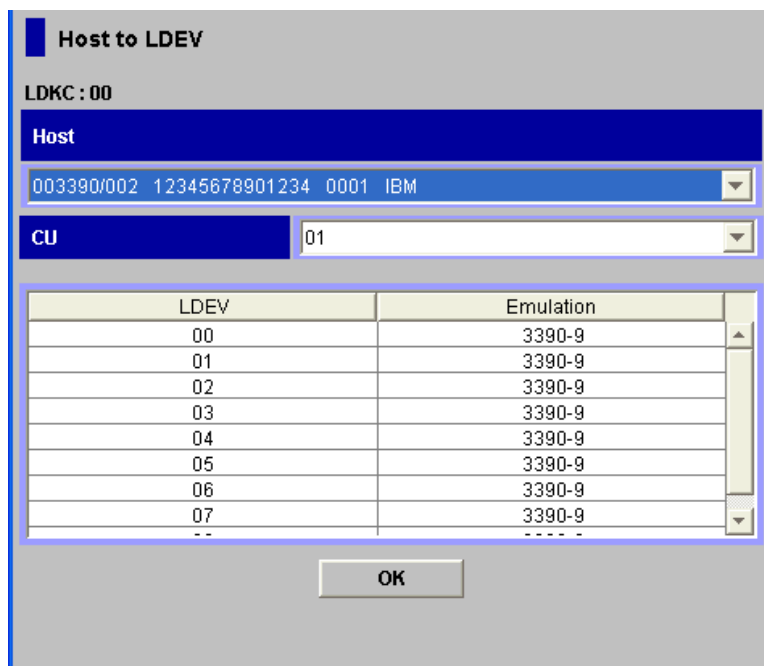 Host to LDEV
LDKC : 00
Host
003390/002 12345678901234 0001 IBM
CU 01
LDEV Emulation
00 3390-9
01 3390-9
02 3390-9
03 3390-9
04 3390-9
05 3390-9
06 3390-9
07 3390-9
OK